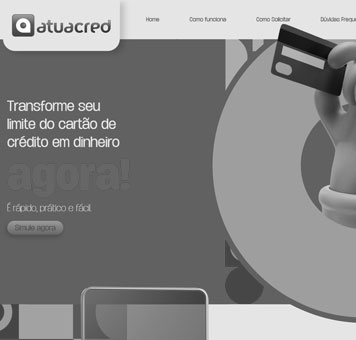 atuacred
Home Como funciona Como Solicitar Dúvidas Frequ
Transforme seu
limite do cartão de
crédito em dinheiro
agora!
É rápido, prático e fácil.
Simule agora